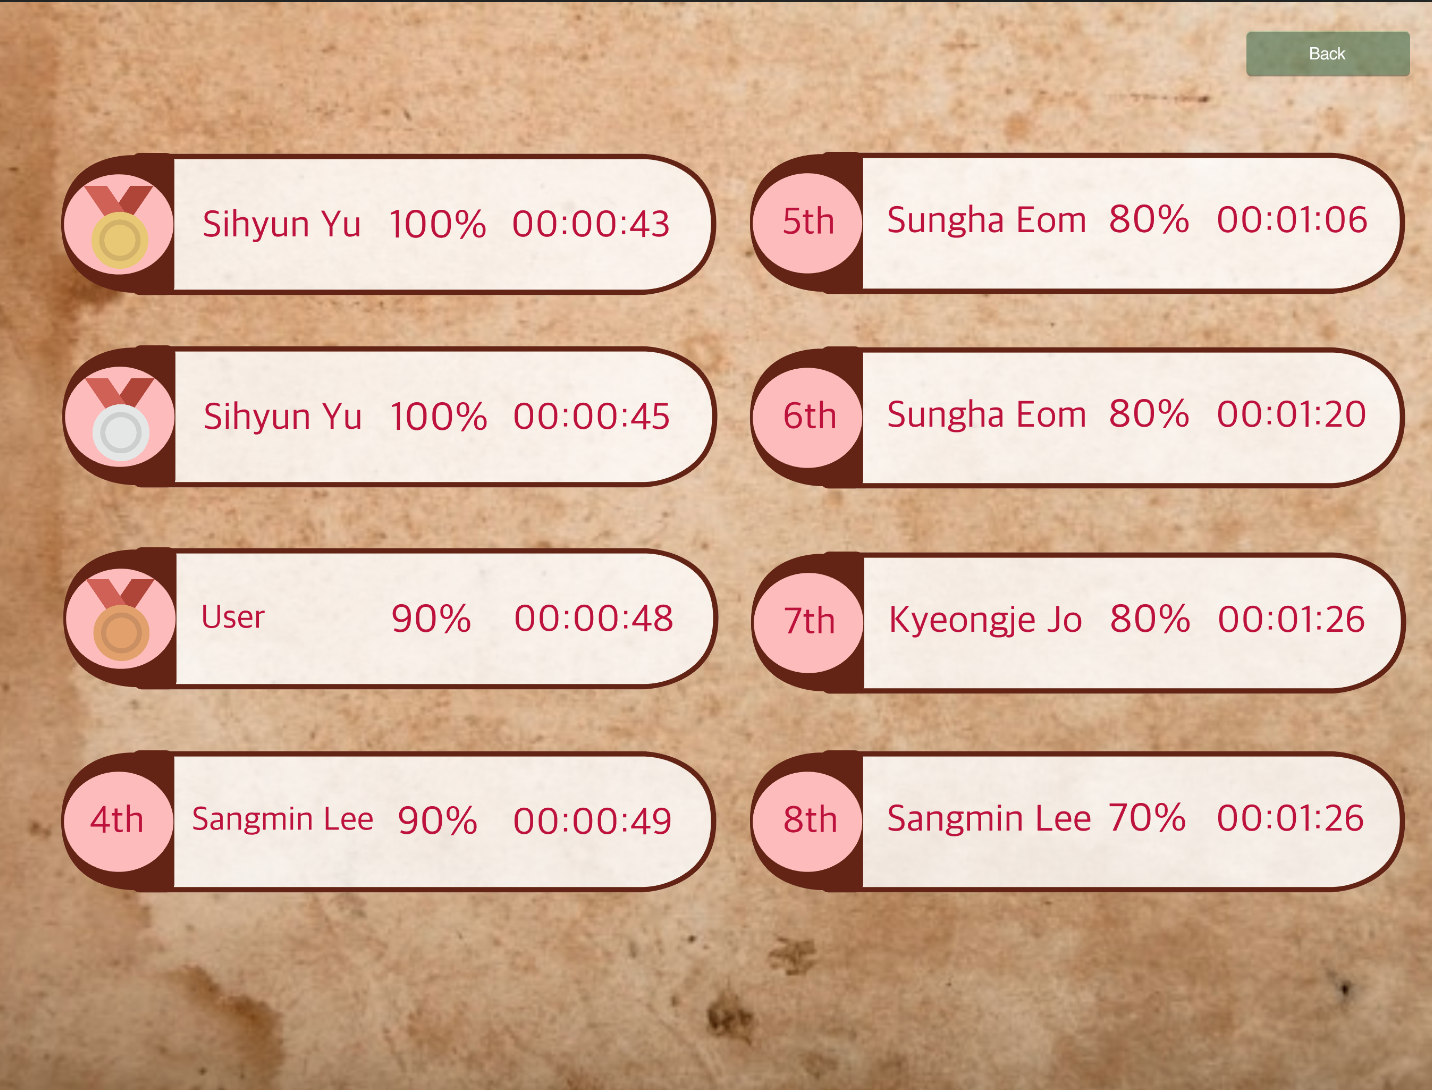 Back
Sihyun Yu 100% 00:00:43
Sihyun Yu 100% 00:00:45
User 90% 00:00:48
4th Sangmin Lee 90% 00:00:49
5th Sungha Eom 80% 00:01:06
6th Sungha Eom 80% 00:01:20
7th Kyeongje Jo 80% 00:01:26
8th Sangmin Lee 70% 00:01:26